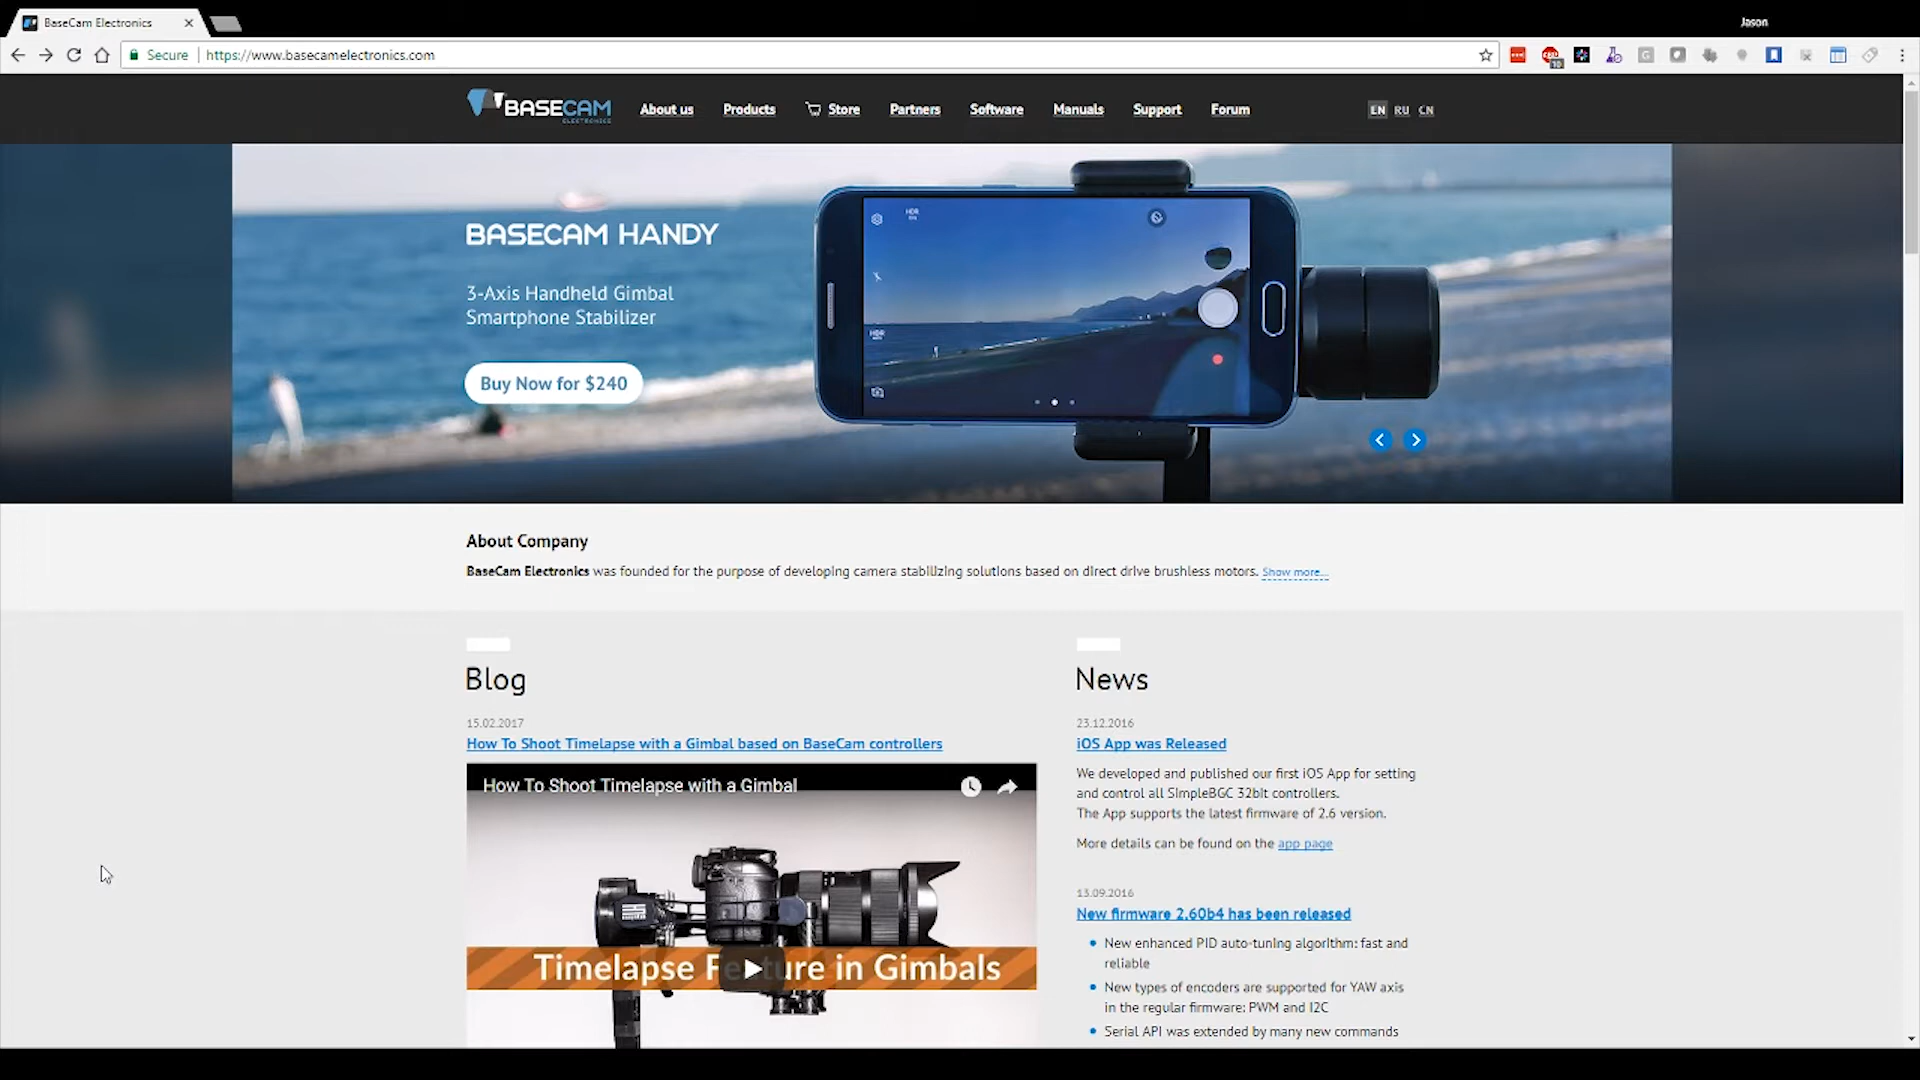 BaseCam Electronics
Jason
Secure
https://www.basecamelectronics.com
10
BASECAM
ELECTRONICS
About us
Products
Store
Partners
Software
Manuals
Support
Forum
EN RU CN
BASECAM HANDY
3-Axis Handheld Gimbal
Smartphone Stabilizer
Buy Now for $240
HDR
HDR
About Company
BaseCam Electronics was founded for the purpose of developing camera stabilizing solutions based on direct drive brushless motors. Show more...
Blog
15.02.2017
How To Shoot Timelapse with a Gimbal based on BaseCam controllers
How To Shoot Timelapse with a Gimbal
Timelapse Feature in Gimbals
News
23.12.2016
iOS App was Released
We developed and published our first iOS App for setting
and control all SimpleBGC 32bit controllers.
The App supports the latest firmware of 2.6 version.
More details can be found on the app page
13.09.2016
New firmware 2.60b4 has been released
New enhanced PID auto-tuning algorithm: fast and
reliable
New types of encoders are supported for YAW axis
in the regular firmware: PWM and I2C
Serial API was extended by many new commands